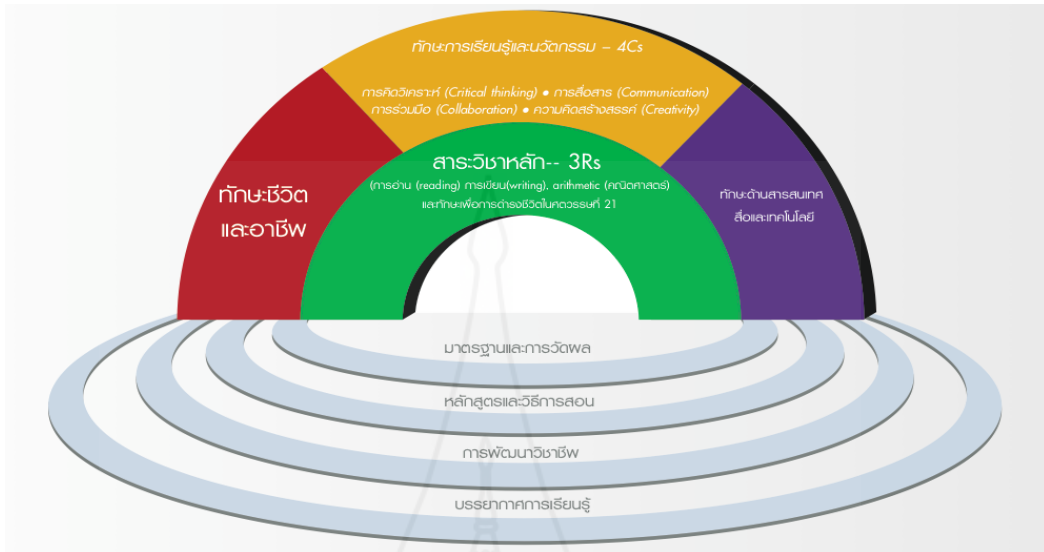 ทักษะการเรียนรู้และนวัตกรรม – 4Cs
การคิดวิเคราะห์ (Critical thinking) ● การสื่อสาร (Communication)
การร่วมมือ (Collaboration) ● ความคิดสร้างสรรค์ (Creativity)
สาระวิชาหลัก-- 3Rs
(การอ่าน (reading) การเขียน(writing), arithmetic (คณิตศาสตร์)
และทักษะเพื่อการดำรงชีวิตในศตวรรษที่ 21
ทักษะชีวิต
และอาชีพ
ทักษะด้านสารสนเทศ
สื่อและเทคโนโลยี
มาตรฐานและการวัดผล
หลักสูตรและวิธีการสอน
การพัฒนาวิชาชีพ
บรรยากาศการเรียนรู้